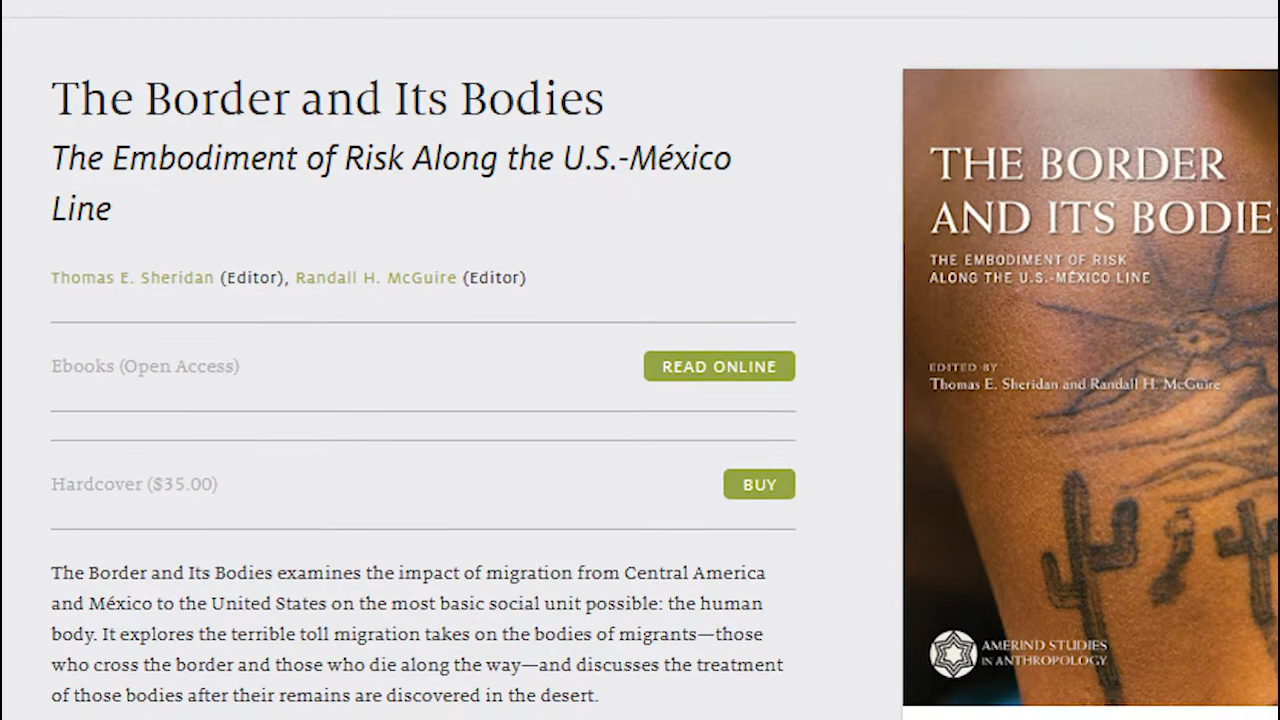 The Border and Its Bodies
The Embodiment of Risk Along the U.S.-México
Line
Thomas E. Sheridan (Editor), Randall H. McGuire (Editor)
Ebooks (Open Access)
READ ONLINE
Hardcover ($35.00)
BUY
The Border and Its Bodies examines the impact of migration from Central America
and México to the United States on the most basic social unit possible: the human
body. It explores the terrible toll migration takes on the bodies of migrants—those
who cross the border and those who die along the way—and discusses the treatment
of those bodies after their remains are discovered in the desert.
THE BORDER
AND ITS BODIE
THE EMBODIMENT OF RISK
ALONG THE U.S.-MÉXICO LINE
EDITED BY
Thomas E. Sheridan and Randall H. McGuire
AMERIND STUDIES
IN ANTHROPOLOGY